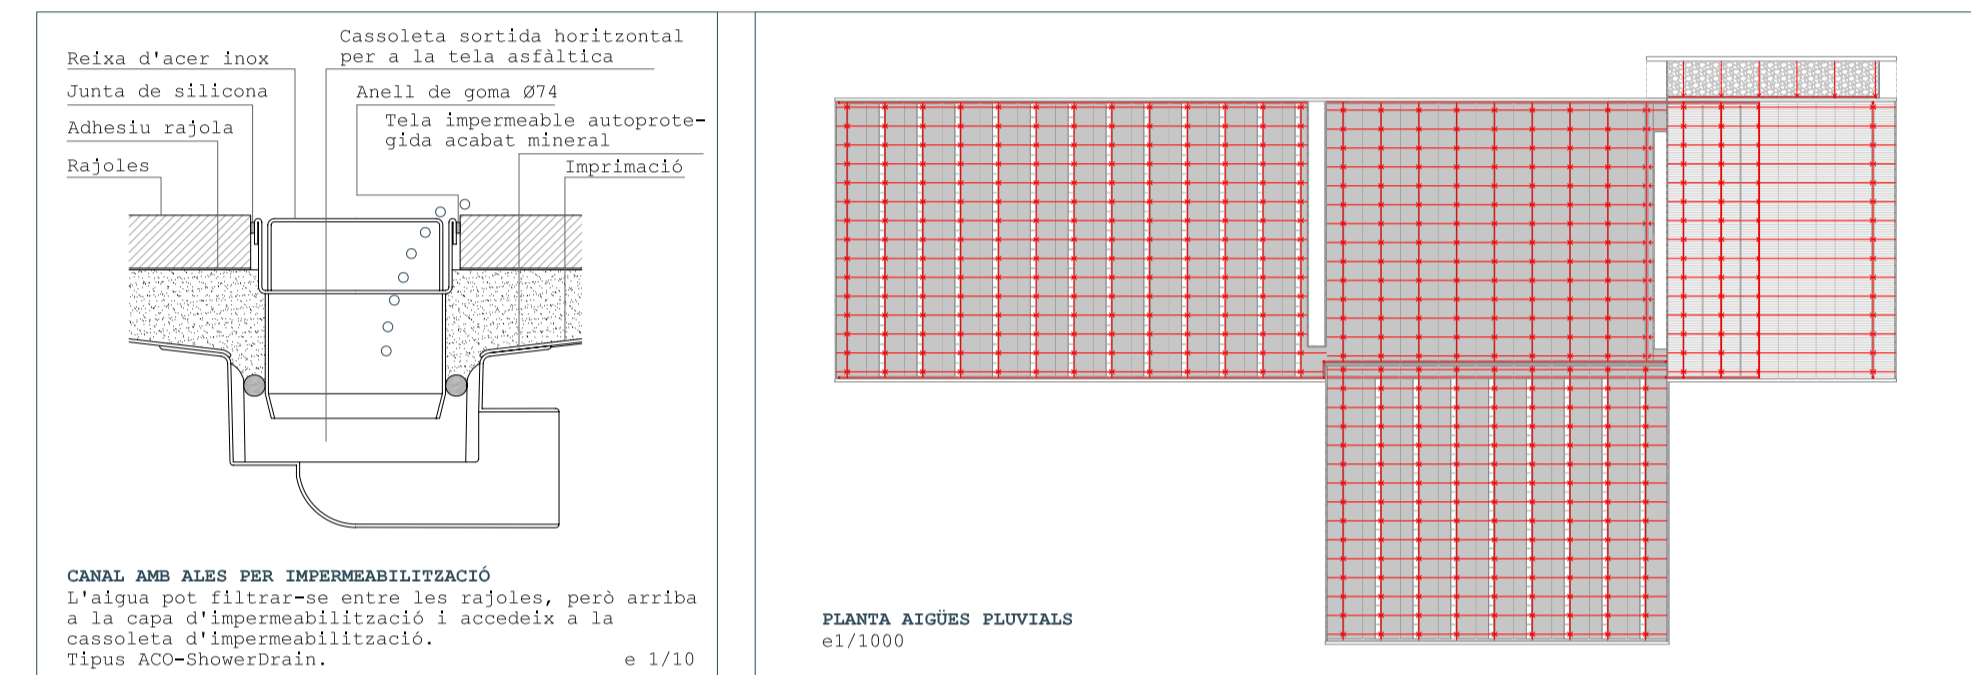 Cassoleta sortida horitzontal
per a la tela asfàltica
Reixa d'acer inox
Junta de silicona
Anell de goma Ø74
Adhesiu rajola
Tela impermeable autoprote-
gida acabat mineral
Rajoles
Imprimació
CANAL AMB ALES PER IMPERMEABILITZACIÓ
L'aigua pot filtrar-se entre les rajoles, però arriba
a la capa d'impermeabilització i accedeix a la
cassoleta d'impermeabilització.
Tipus ACO-ShowerDrain.
e 1/10
PLANTA AIGÜES PLUVIALS
e1/1000